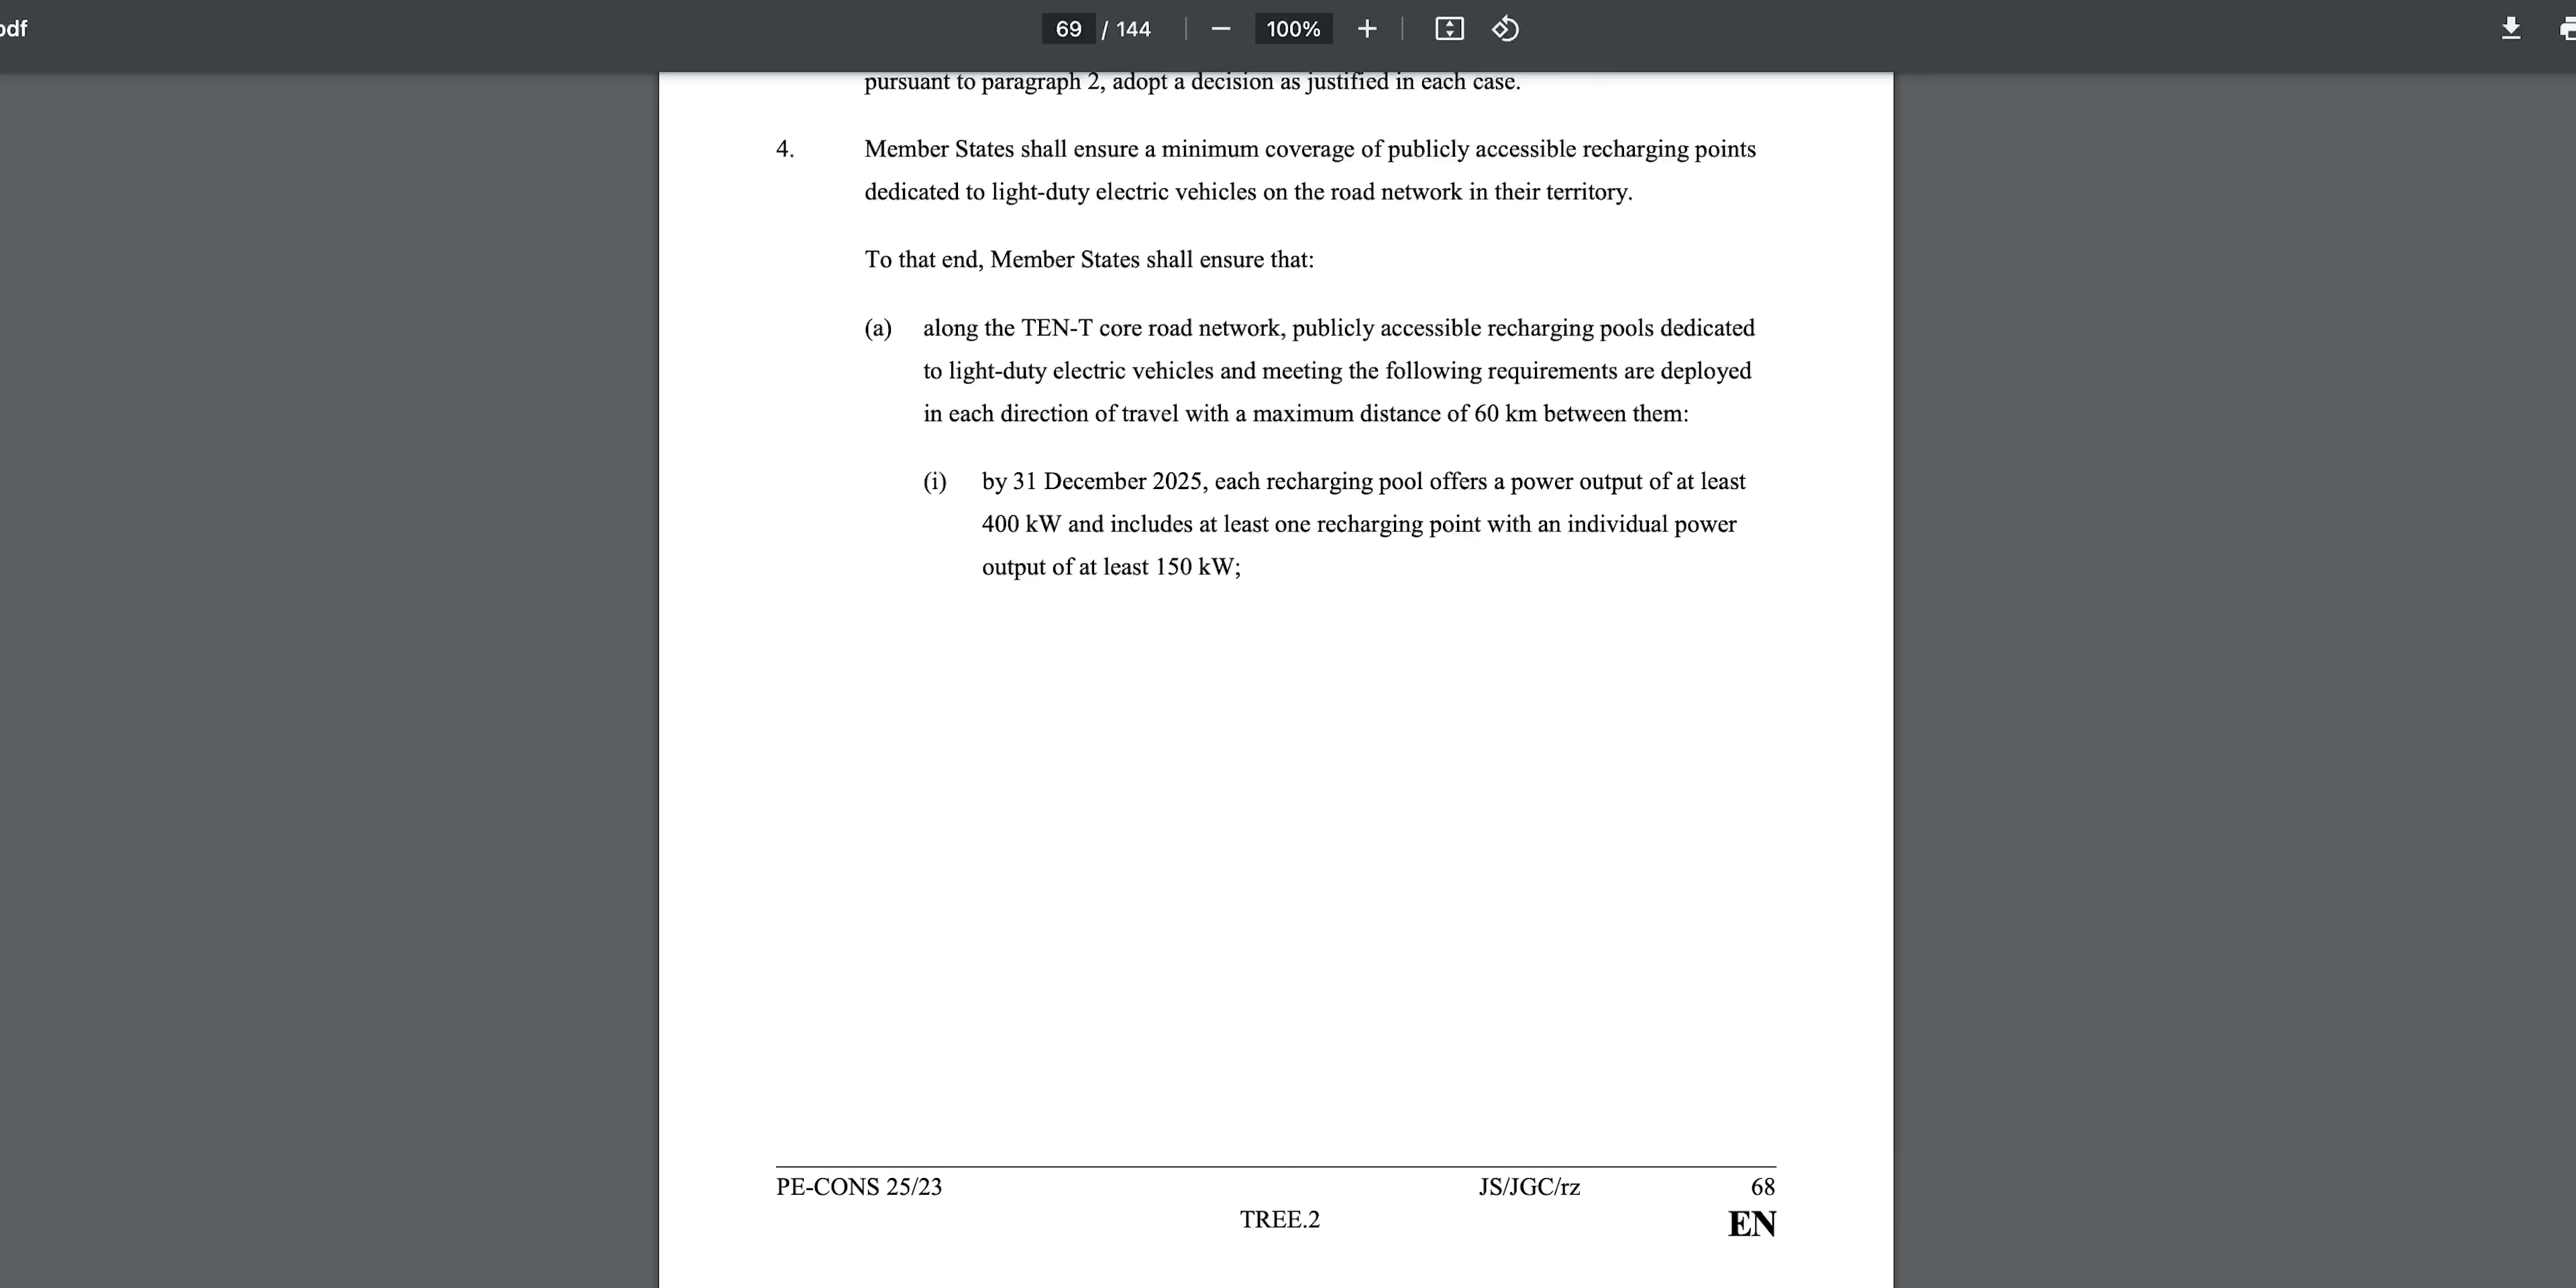 pdf
69 / 144
100%
pursuant to paragraph 2, adopt a decision as justified in each case.
4. Member States shall ensure a minimum coverage of publicly accessible recharging points
dedicated to light-duty electric vehicles on the road network in their territory.
To that end, Member States shall ensure that:
(a) along the TEN-T core road network, publicly accessible recharging pools dedicated
to light-duty electric vehicles and meeting the following requirements are deployed
in each direction of travel with a maximum distance of 60 km between them:
(i) by 31 December 2025, each recharging pool offers a power output of at least
400 kW and includes at least one recharging point with an individual power
output of at least 150 kW;
PE-CONS 25/23 JS/JGC/rz 68
TREE.2 EN